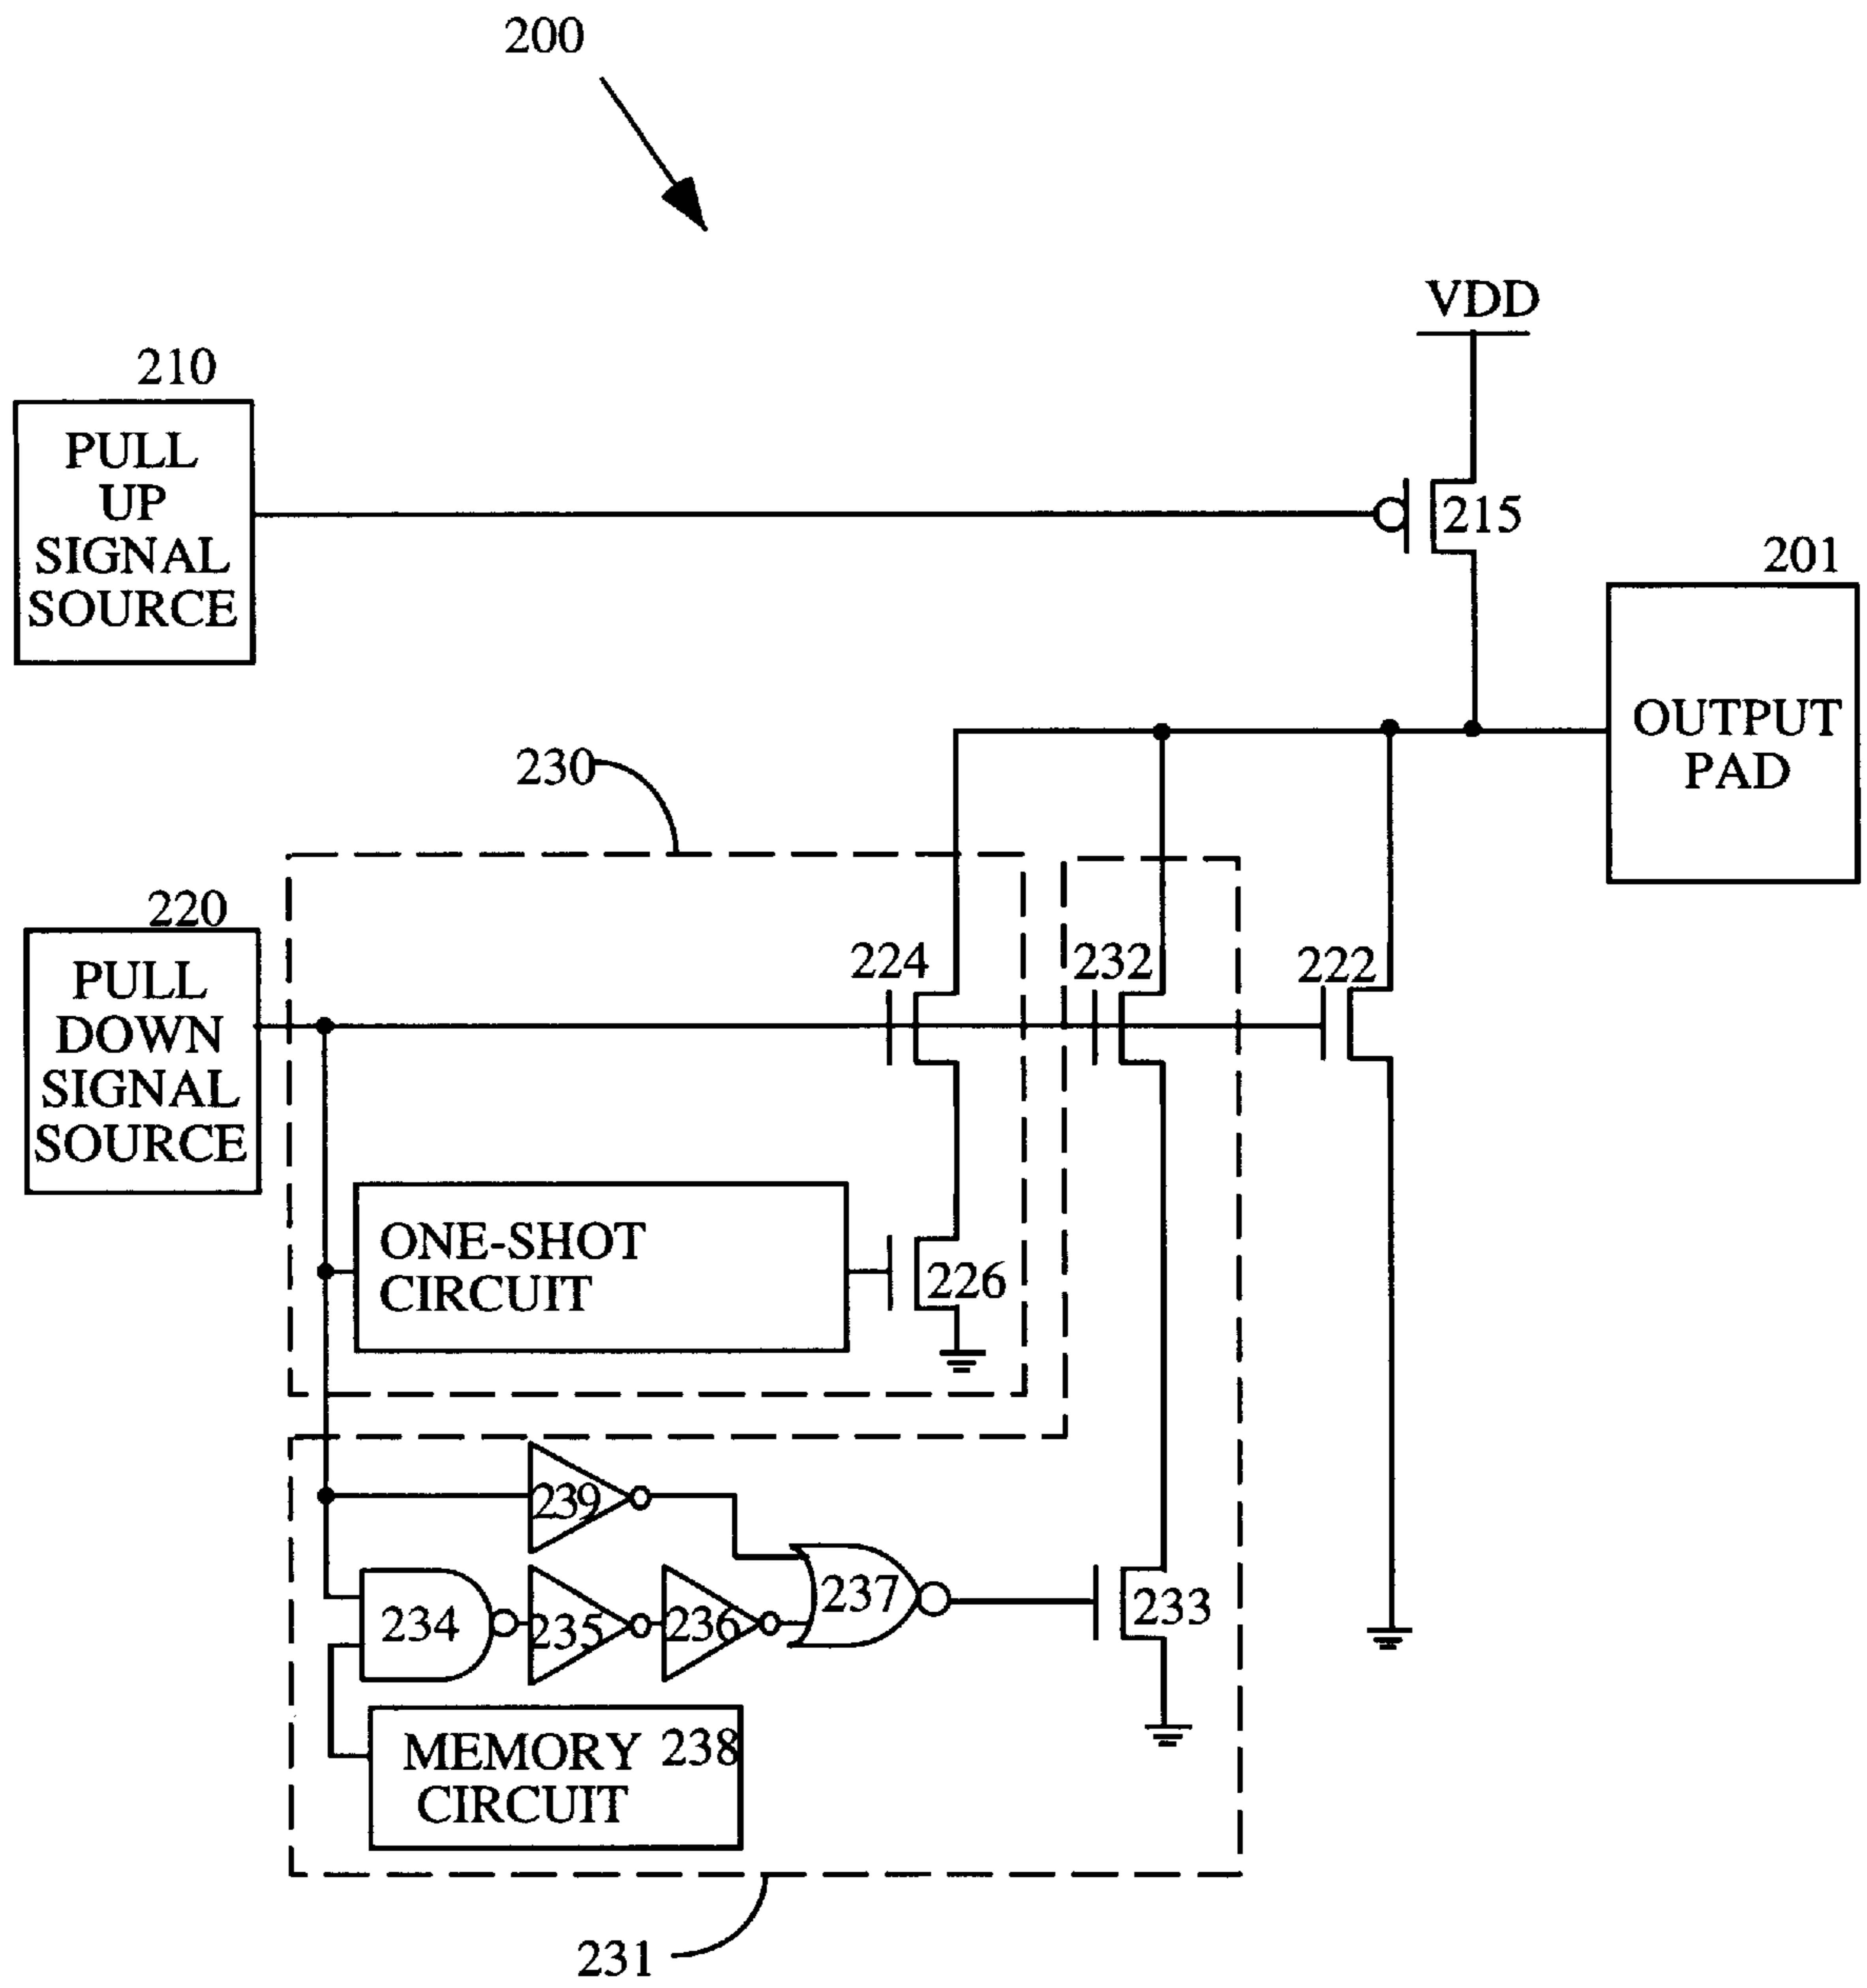 200
VDD
210
PULL
UP
SIGNAL
SOURCE
215
201
OUTPUT
PAD
230
220
PULL
DOWN
SIGNAL
SOURCE
224
232
222
ONE-SHOT
CIRCUIT
226
239
234
235
236
237
233
MEMORY 238
CIRCUIT
231